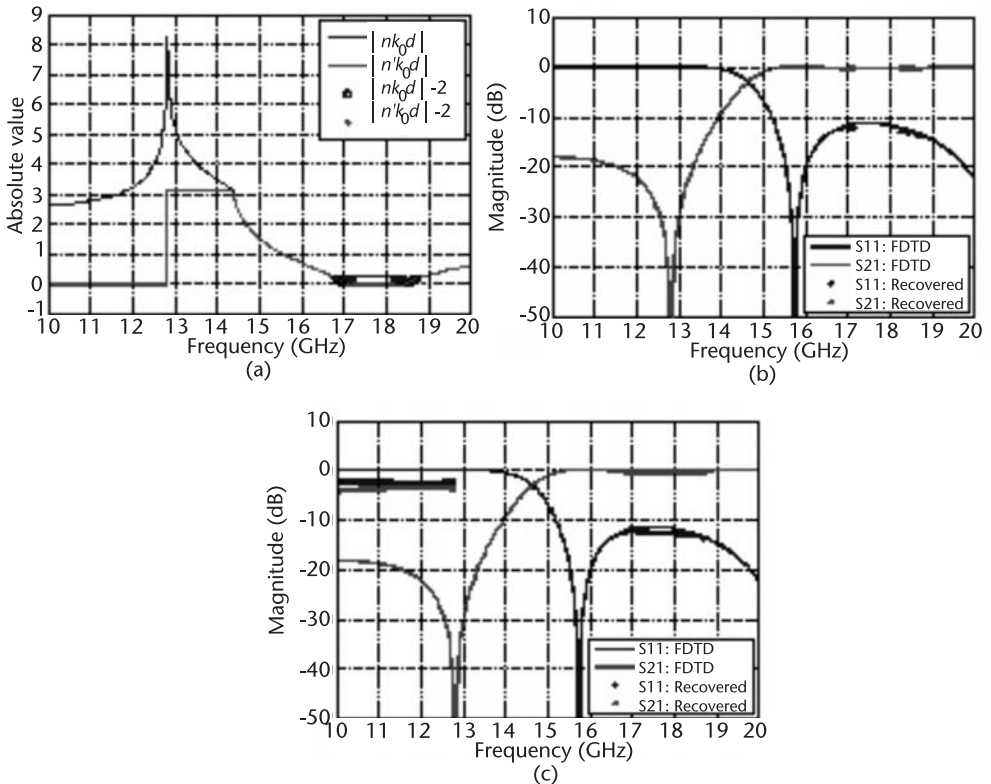 9
8
7
6
5
4
3
2
1
0
-1
Absolute value
|nk₀d|
|n'k₀d|
|nk₀d| -2
|n'k₀d| -2
10 11 12 13 14 15 16 17 18 19 20
Frequency (GHz)
(a)
10
0
-10
-20
-30
-40
-50
Magnitude (dB)
S11: FDTD
S21: FDTD
S11: Recovered
S21: Recovered
10 11 12 13 14 15 16 17 18 19 20
Frequency (GHz)
(b)
10
0
-10
-20
-30
-40
-50
Magnitude (dB)
S11: FDTD
S21: FDTD
S11: Recovered
S21: Recovered
10 11 12 13 14 15 16 17 18 19 20
Frequency (GHz)
(c)